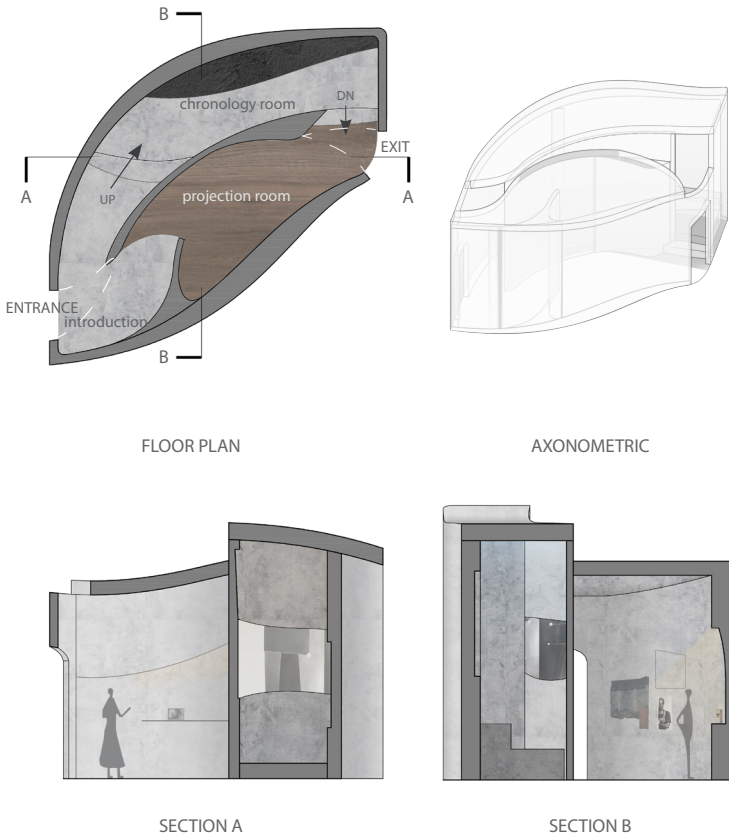 B
chronology room
DN
EXIT
A
UP
projection room
A
ENTRANCE
introduction
B
FLOOR PLAN
AXONOMETRIC
SECTION A
SECTION B